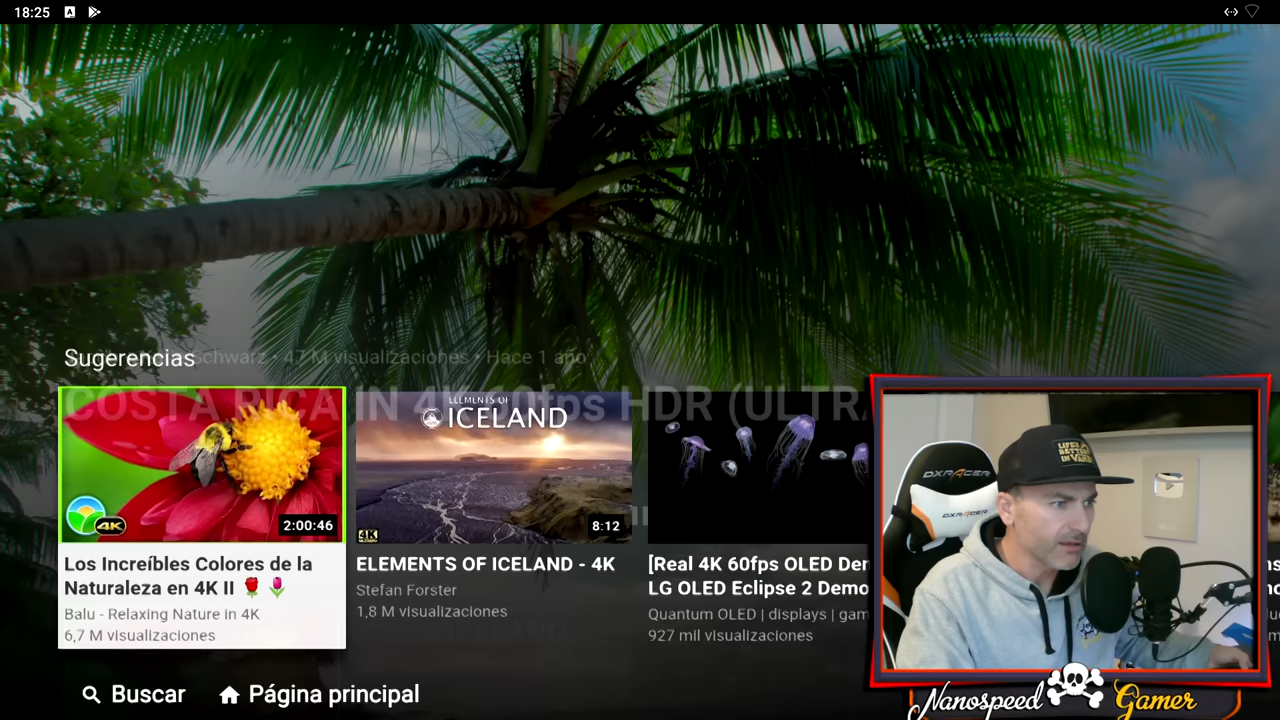 18:25
Sugerencias
Schwarz • 47 M visualizaciones • Hace 1 año
COSTA RICA IN 4K 60fps HDR (ULTRA
ELEMENTS OF
ICELAND
4K
2:00:46
4K
8:12
Los Increíbles Colores de la
Naturaleza en 4K II 🌹🌷
Balu - Relaxing Nature in 4K
6,7 M visualizaciones
ELEMENTS OF ICELAND - 4K
Stefan Forster
1,8 M visualizaciones
[Real 4K 60fps OLED Dem
LG OLED Eclipse 2 Demo
Quantum OLED | displays | gam
927 mil visualizaciones
LIFE'S
BETTER
IN VANS
DXRACER
DXRACER
Buscar
Página principal
Nanospeed Gamer